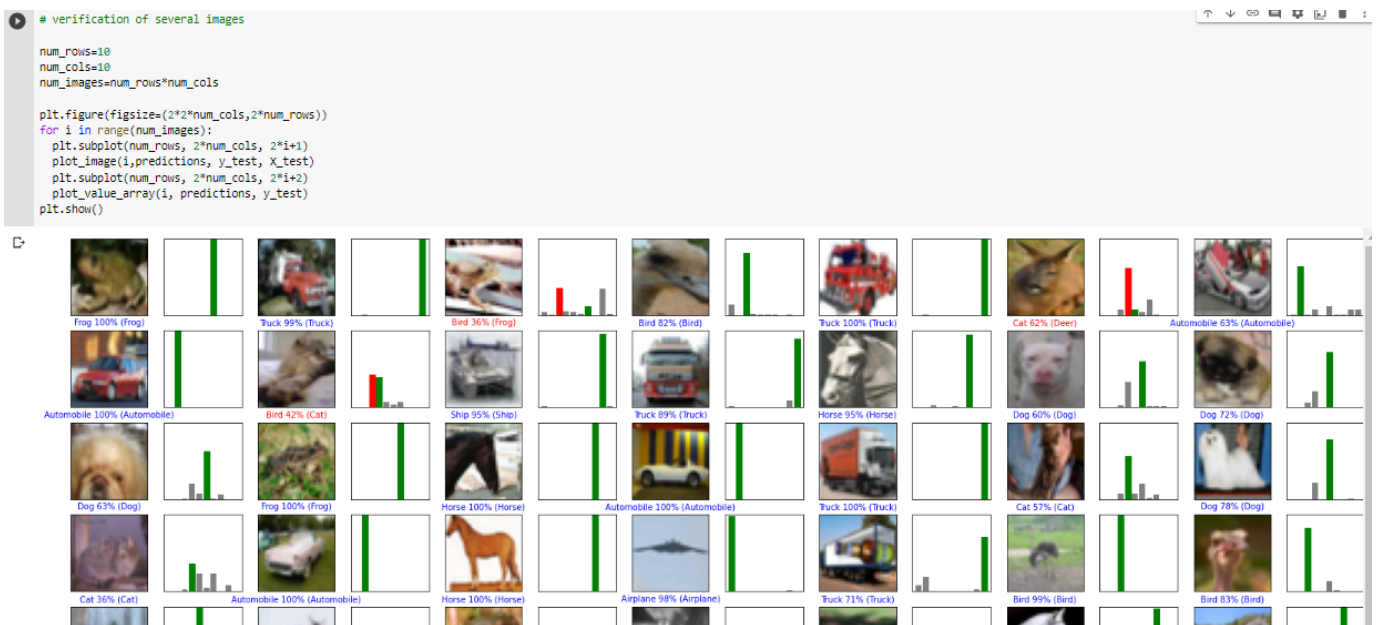 # verification of several images
num_rows=10
num_cols=10
num_images=num_rows*num_cols
plt.figure(figsize=(2*2*num_cols,2*num_rows))
for i in range(num_images):
  plt.subplot(num_rows, 2*num_cols, 2*i+1)
  plot_image(i,predictions, y_test, X_test)
  plt.subplot(num_rows, 2*num_cols, 2*i+2)
  plot_value_array(i, predictions, y_test)
plt.show()
Frog 100% (Frog) Truck 99% (Truck) Bird 36% (Frog) Bird 82% (Bird) Truck 100% (Truck) Cat 62% (Deer) Automobile 63% (Automobile)
Automobile 100% (Automobile) Bird 42% (Cat) Ship 95% (Ship) Truck 89% (Truck) Horse 95% (Horse) Dog 60% (Dog) Dog 72% (Dog)
Dog 63% (Dog) Frog 100% (Frog) Horse 100% (Horse) Automobile 100% (Automobile) Truck 100% (Truck) Cat 57% (Cat) Dog 78% (Dog)
Cat 36% (Cat) Automobile 100% (Automobile) Horse 100% (Horse) Airplane 98% (Airplane) Truck 71% (Truck) Bird 99% (Bird) Bird 83% (Bird)